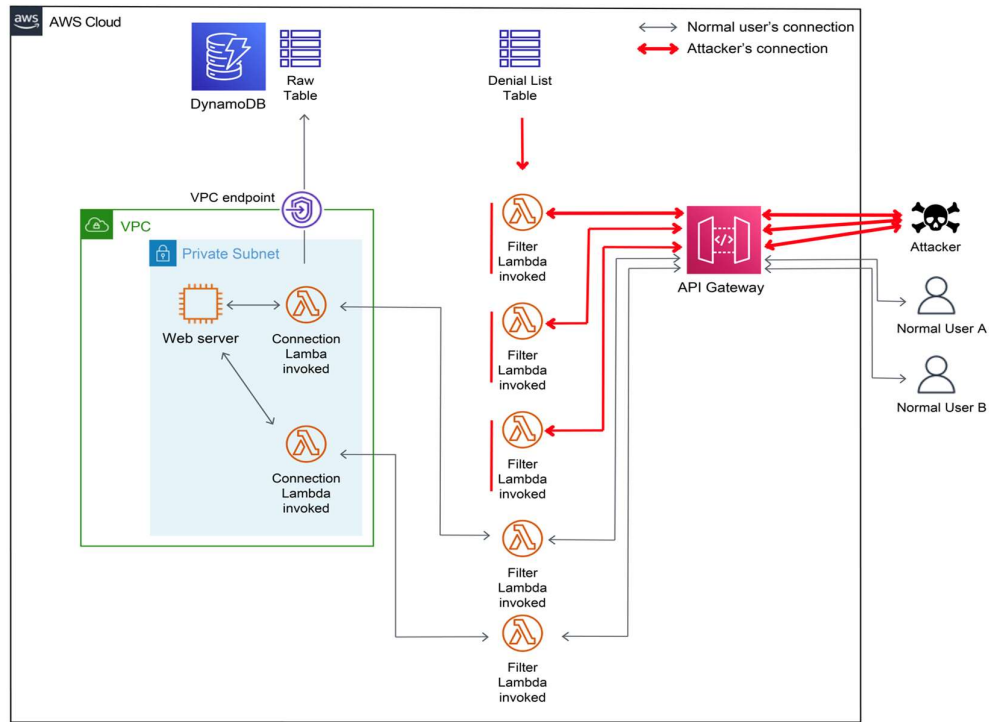 aws
AWS Cloud
Normal user's connection
Attacker's connection
DynamoDB
Raw
Table
Denial List
Table
VPC endpoint
VPC
Private Subnet
Web server
Connection
Lamba
invoked
Connection
Lambda
invoked
Filter
Lambda
invoked
Filter
Lambda
invoked
Filter
Lambda
invoked
Filter
Lambda
invoked
Filter
Lambda
invoked
</>
API Gateway
Attacker
Normal User A
Normal User B